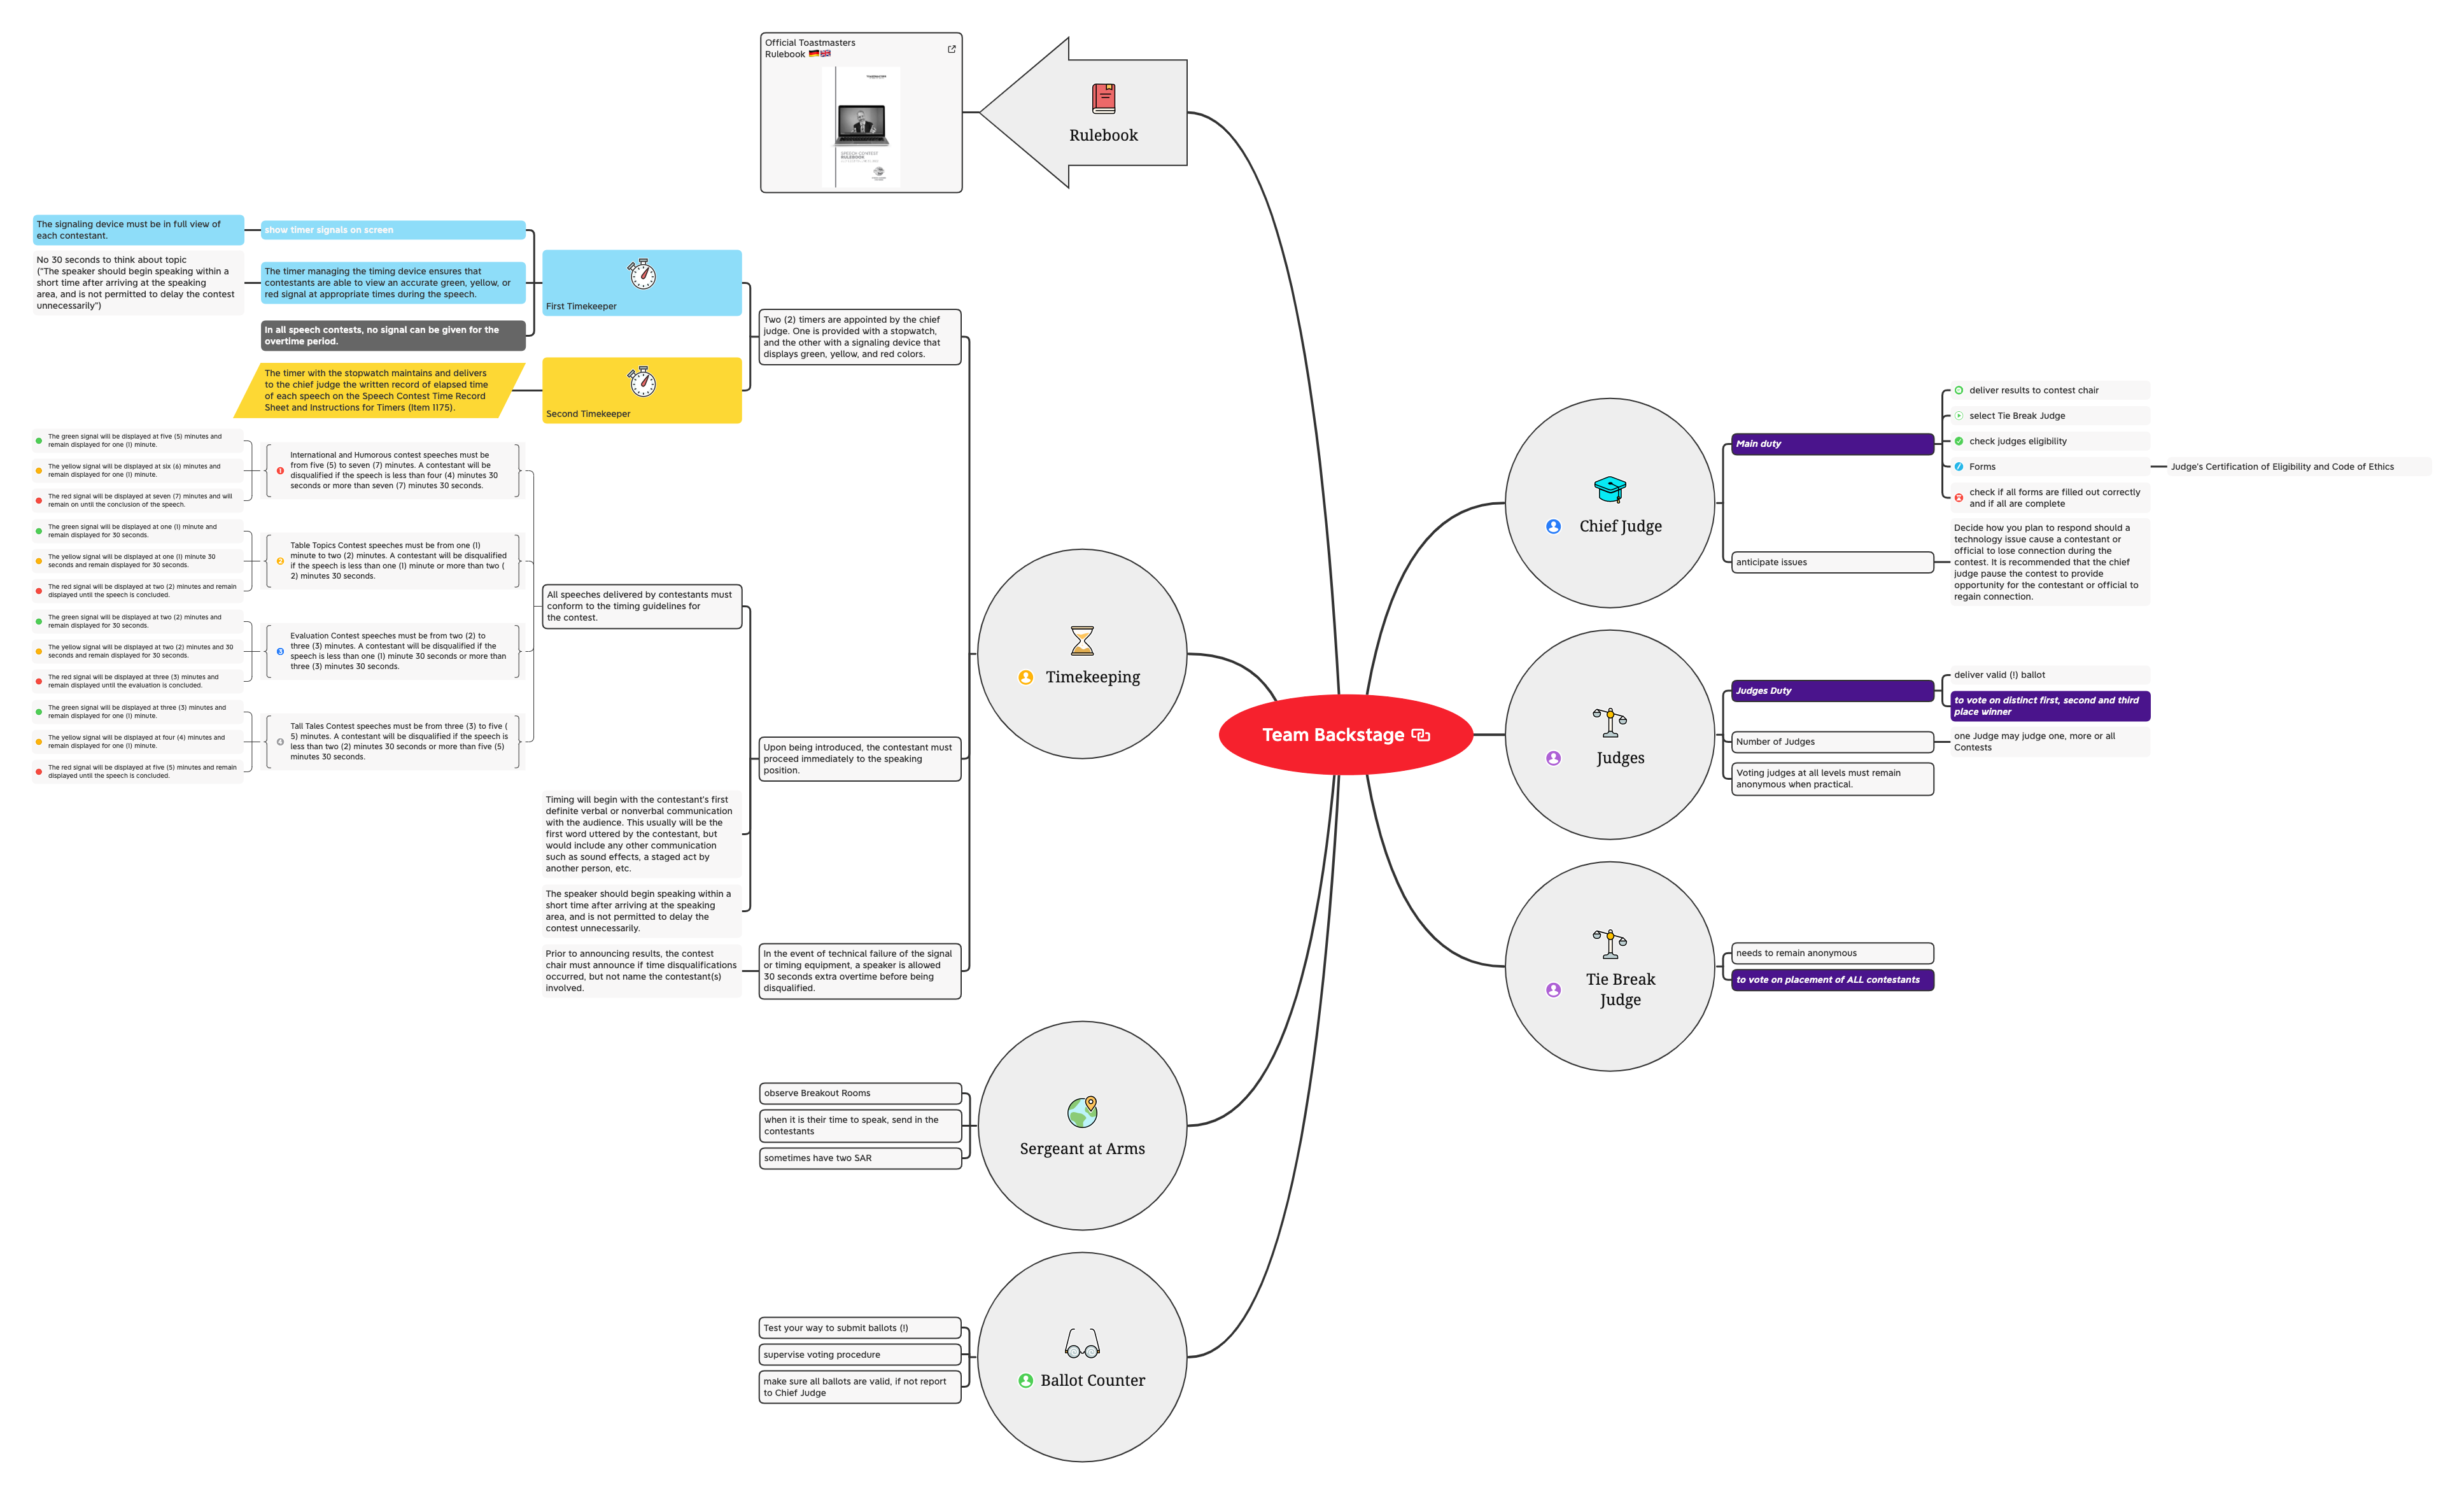 Team Backstage
Rulebook
Official Toastmasters
Rulebook
SPEECH CONTEST
RULEBOOK
Timekeeping
Two (2) timers are appointed by the chief
judge. One is provided with a stopwatch,
and the other with a signaling device that
displays green, yellow, and red colors.
First Timekeeper
show timer signals on screen
The signaling device must be in full view of
each contestant.
The timer managing the timing device ensures that
contestants are able to view an accurate green, yellow, or
red signal at appropriate times during the speech.
No 30 seconds to think about topic
("The speaker should begin speaking within a
short time after arriving at the speaking
area, and is not permitted to delay the contest
unnecessarily")
In all speech contests, no signal can be given for the
overtime period.
Second Timekeeper
The timer with the stopwatch maintains and delivers
to the chief judge the written record of elapsed time
of each speech on the Speech Contest Time Record
Sheet and Instructions for Timers (Item 1175).
Upon being introduced, the contestant must
proceed immediately to the speaking
position.
All speeches delivered by contestants must
conform to the timing guidelines for
the contest.
1
International and Humorous contest speeches must be
from five (5) to seven (7) minutes. A contestant will be
disqualified if the speech is less than four (4) minutes 30
seconds or more than seven (7) minutes 30 seconds.
The green signal will be displayed at five (5) minutes and
remain displayed for one (1) minute.
The yellow signal will be displayed at six (6) minutes and
remain displayed for one (1) minute.
The red signal will be displayed at seven (7) minutes and will
remain on until the conclusion of the speech.
2
Table Topics Contest speeches must be from one (1)
minute to two (2) minutes. A contestant will be disqualified
if the speech is less than one (1) minute or more than two (
2) minutes 30 seconds.
The green signal will be displayed at one (1) minute and
remain displayed for 30 seconds.
The yellow signal will be displayed at one (1) minute 30
seconds and remain displayed for 30 seconds.
The red signal will be displayed at two (2) minutes and remain
displayed until the speech is concluded.
3
Evaluation Contest speeches must be from two (2) to
three (3) minutes. A contestant will be disqualified if the
speech is less than one (1) minute 30 seconds or more than
three (3) minutes 30 seconds.
The green signal will be displayed at two (2) minutes and
remain displayed for 30 seconds.
The yellow signal will be displayed at two (2) minutes and 30
seconds and remain displayed for 30 seconds.
The red signal will be displayed at three (3) minutes and
remain displayed until the evaluation is concluded.
4
Tall Tales Contest speeches must be from three (3) to five (
5) minutes. A contestant will be disqualified if the speech is
less than two (2) minutes 30 seconds or more than five (5)
minutes 30 seconds.
The green signal will be displayed at three (3) minutes and
remain displayed for one (1) minute.
The yellow signal will be displayed at four (4) minutes and
remain displayed for one (1) minute.
The red signal will be displayed at five (5) minutes and remain
displayed until the speech is concluded.
Timing will begin with the contestant's first
definite verbal or nonverbal communication
with the audience. This usually will be the
first word uttered by the contestant, but
would include any other communication
such as sound effects, a staged act by
another person, etc.
The speaker should begin speaking within a
short time after arriving at the speaking
area, and is not permitted to delay the
contest unnecessarily.
In the event of technical failure of the signal
or timing equipment, a speaker is allowed
30 seconds extra overtime before being
disqualified.
Prior to announcing results, the contest
chair must announce if time disqualifications
occurred, but not name the contestant(s)
involved.
Sergeant at Arms
observe Breakout Rooms
when it is their time to speak, send in the
contestants
sometimes have two SAR
Ballot Counter
Test your way to submit ballots (!)
supervise voting procedure
make sure all ballots are valid, if not report
to Chief Judge
Chief Judge
Main duty
deliver results to contest chair
select Tie Break Judge
check judges eligibility
Forms
Judge's Certification of Eligibility and Code of Ethics
check if all forms are filled out correctly
and if all are complete
anticipate issues
Decide how you plan to respond should a
technology issue cause a contestant or
official to lose connection during the
contest. It is recommended that the chief
judge pause the contest to provide
opportunity for the contestant or official to
regain connection.
Judges
Judges Duty
deliver valid (!) ballot
to vote on distinct first, second and third
place winner
Number of Judges
one Judge may judge one, more or all
Contests
Voting judges at all levels must remain
anonymous when practical.
Tie Break
Judge
needs to remain anonymous
to vote on placement of ALL contestants